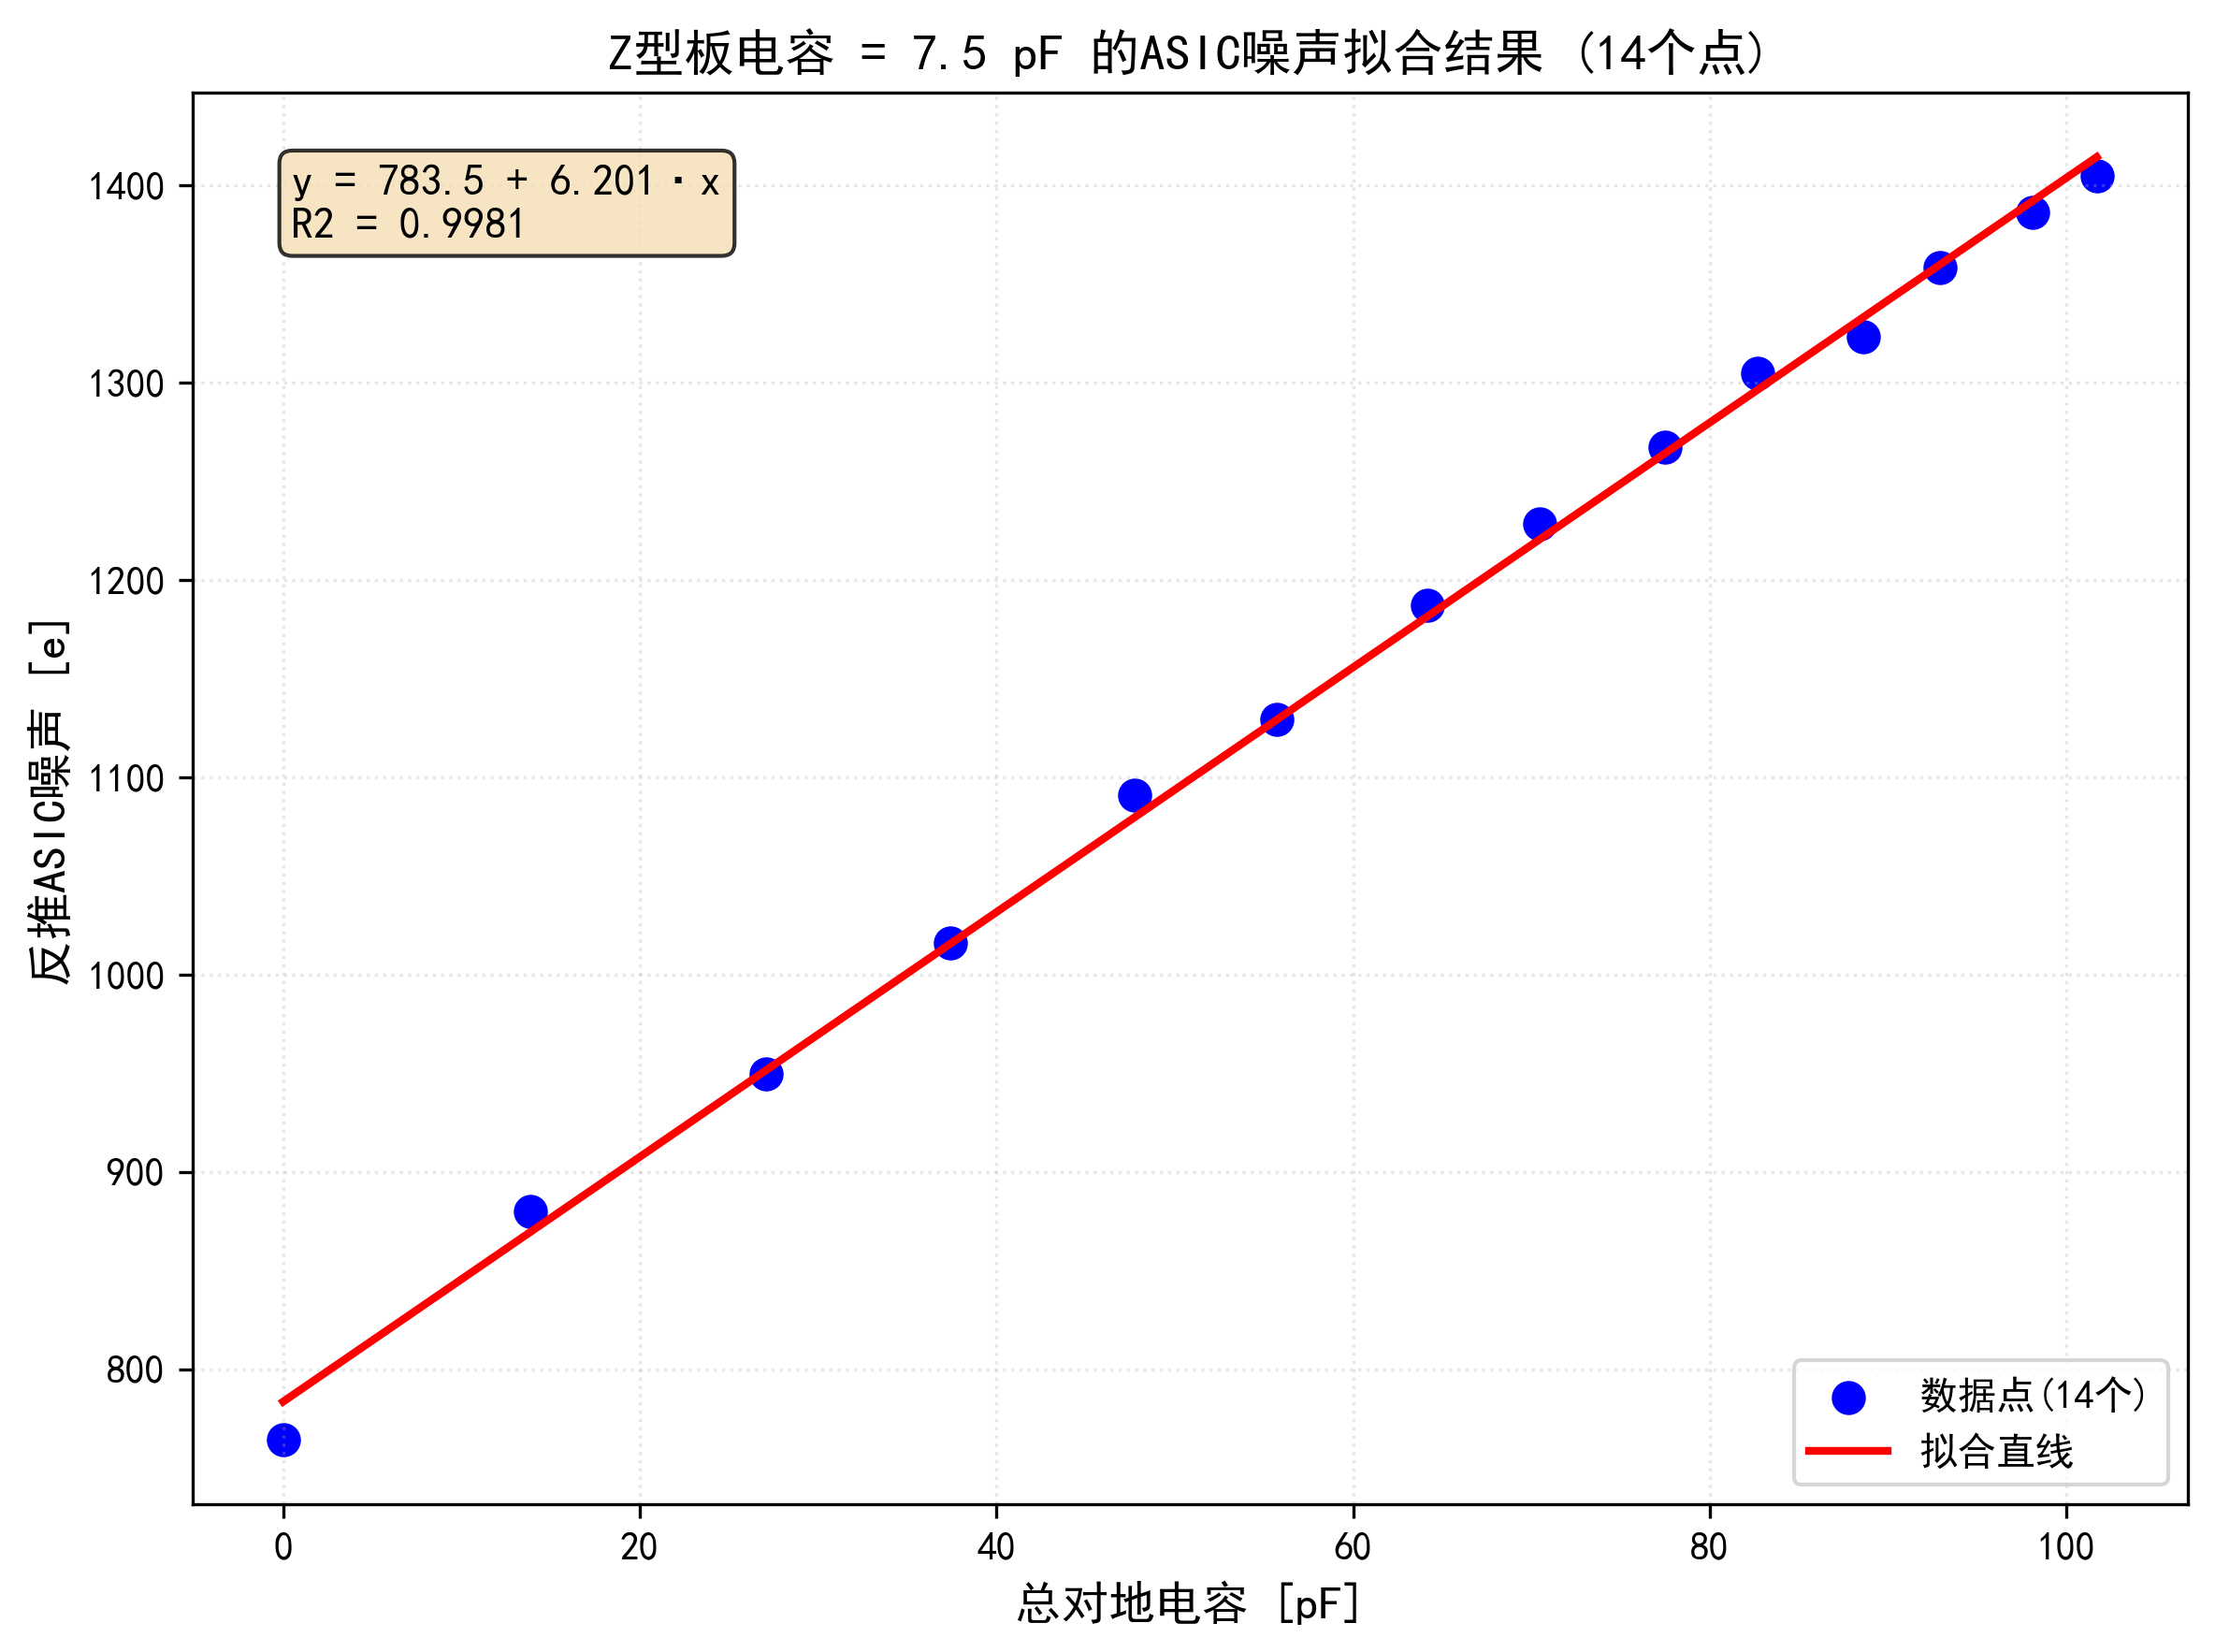 Z型板电容 = 7.5 pF 的ASIC噪声拟合结果 (14个点)
y = 783.5 + 6.201·x
R2 = 0.9981
反推ASIC噪声 [e]
1400
1300
1200
1100
1000
900
800
数据点(14个)
拟合直线
0 20 40 60 80 100
总对地电容 [pF]